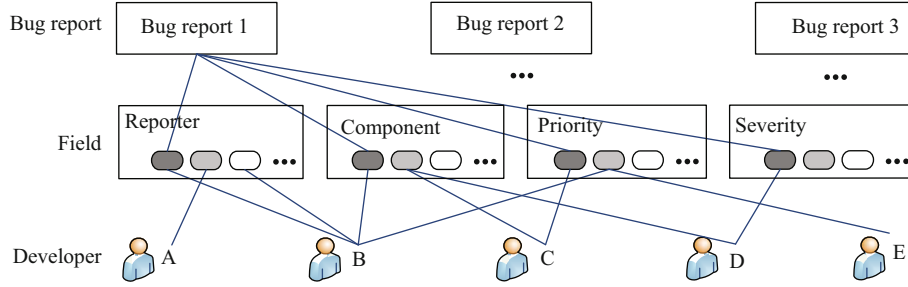 Bug report
Bug report 1
Bug report 2
Bug report 3
•••
•••
Field
Reporter
Component
Priority
Severity
•••
•••
•••
•••
Developer
A
B
C
D
E